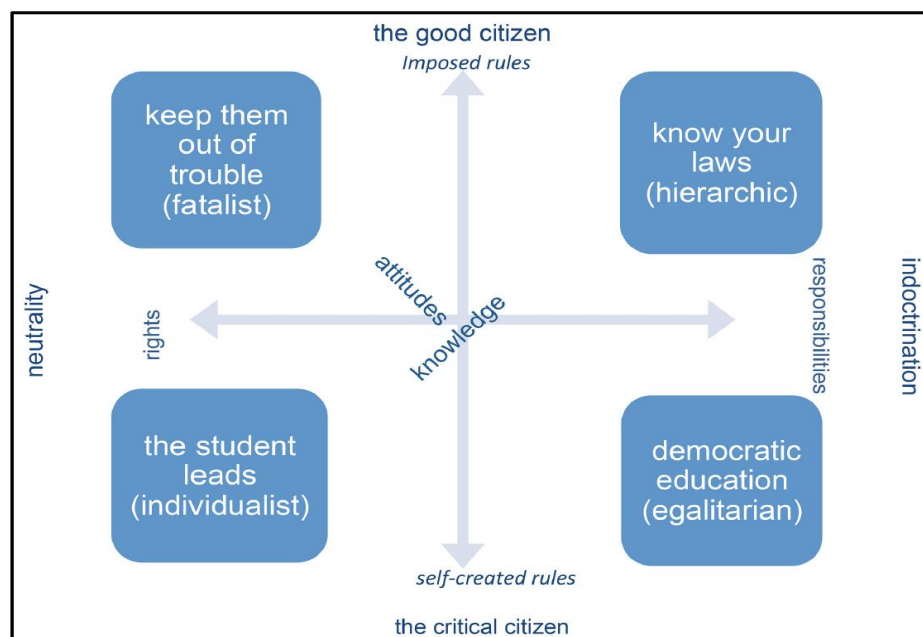 the good citizen
Imposed rules
keep them
out of
trouble
(fatalist)
know your
laws
(hierarchic)
neutrality
rights
attitudes
knowledge
responsibilities
indoctrination
the student
leads
(individualist)
democratic
education
(egalitarian)
self-created rules
the critical citizen